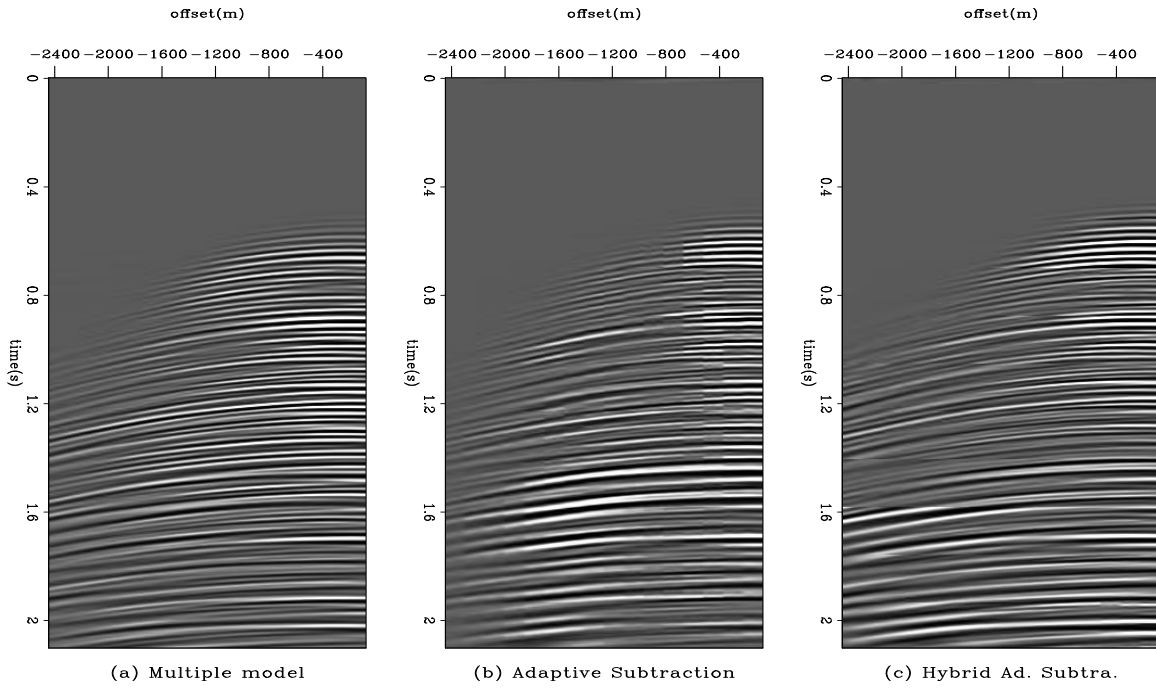 offset(m) offset(m) offset(m)
−2400 −2000 −1600 −1200 −800 −400 −2400 −2000 −1600 −1200 −800 −400 −2400 −2000 −1600 −1200 −800 −400
0 0 0
0.4 0.4 0.4
0.8 0.8 0.8
time(s) time(s) time(s)
1.2 1.2 1.2
1.6 1.6 1.6
2 2 2
(a) Multiple model (b) Adaptive Subtraction (c) Hybrid Ad. Subtra.